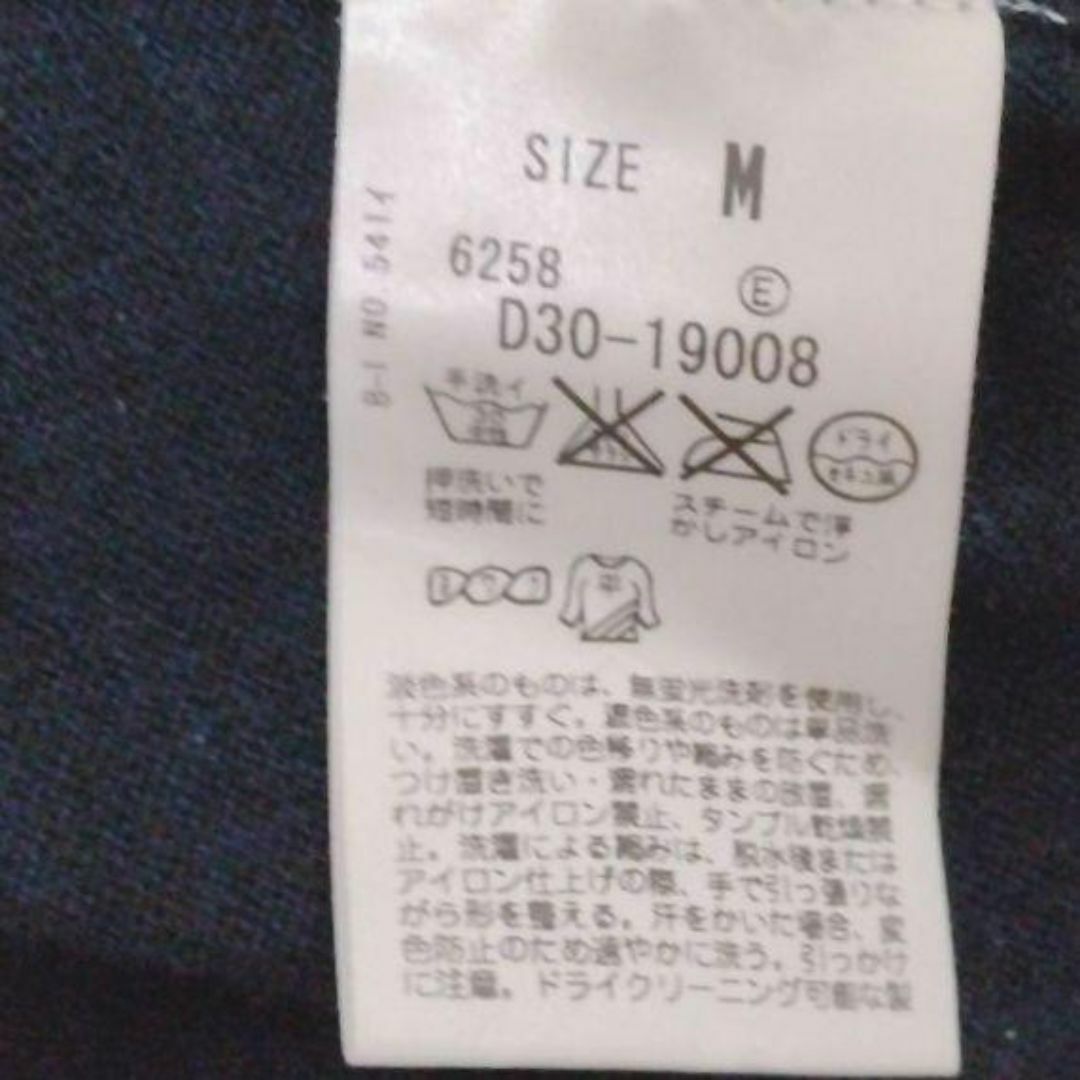 SIZE M
6258
Ⓔ
D30-19008
B-I NO 541イ
手洗イ
ドライ
押洗いで
短時間に
スチームで浮
かしアイロン
淡色系のものは、無蛍光洗剤を使用し、
十分にすすぐ。濃色系のものは単品洗
い。洗濯での色移りや縮みを防ぐため、
つけ置き洗い・濡れたままの放置、濡
れがけアイロン禁止、タンブル乾燥禁
止。洗濯による縮みは、脱水後または
アイロン仕上げの際、手で引っ張りな
がら形を整える。汗をかいた場合、変
色防止のため速やかに洗う。引っかけ
に注意。ドライクリーニング可能な製